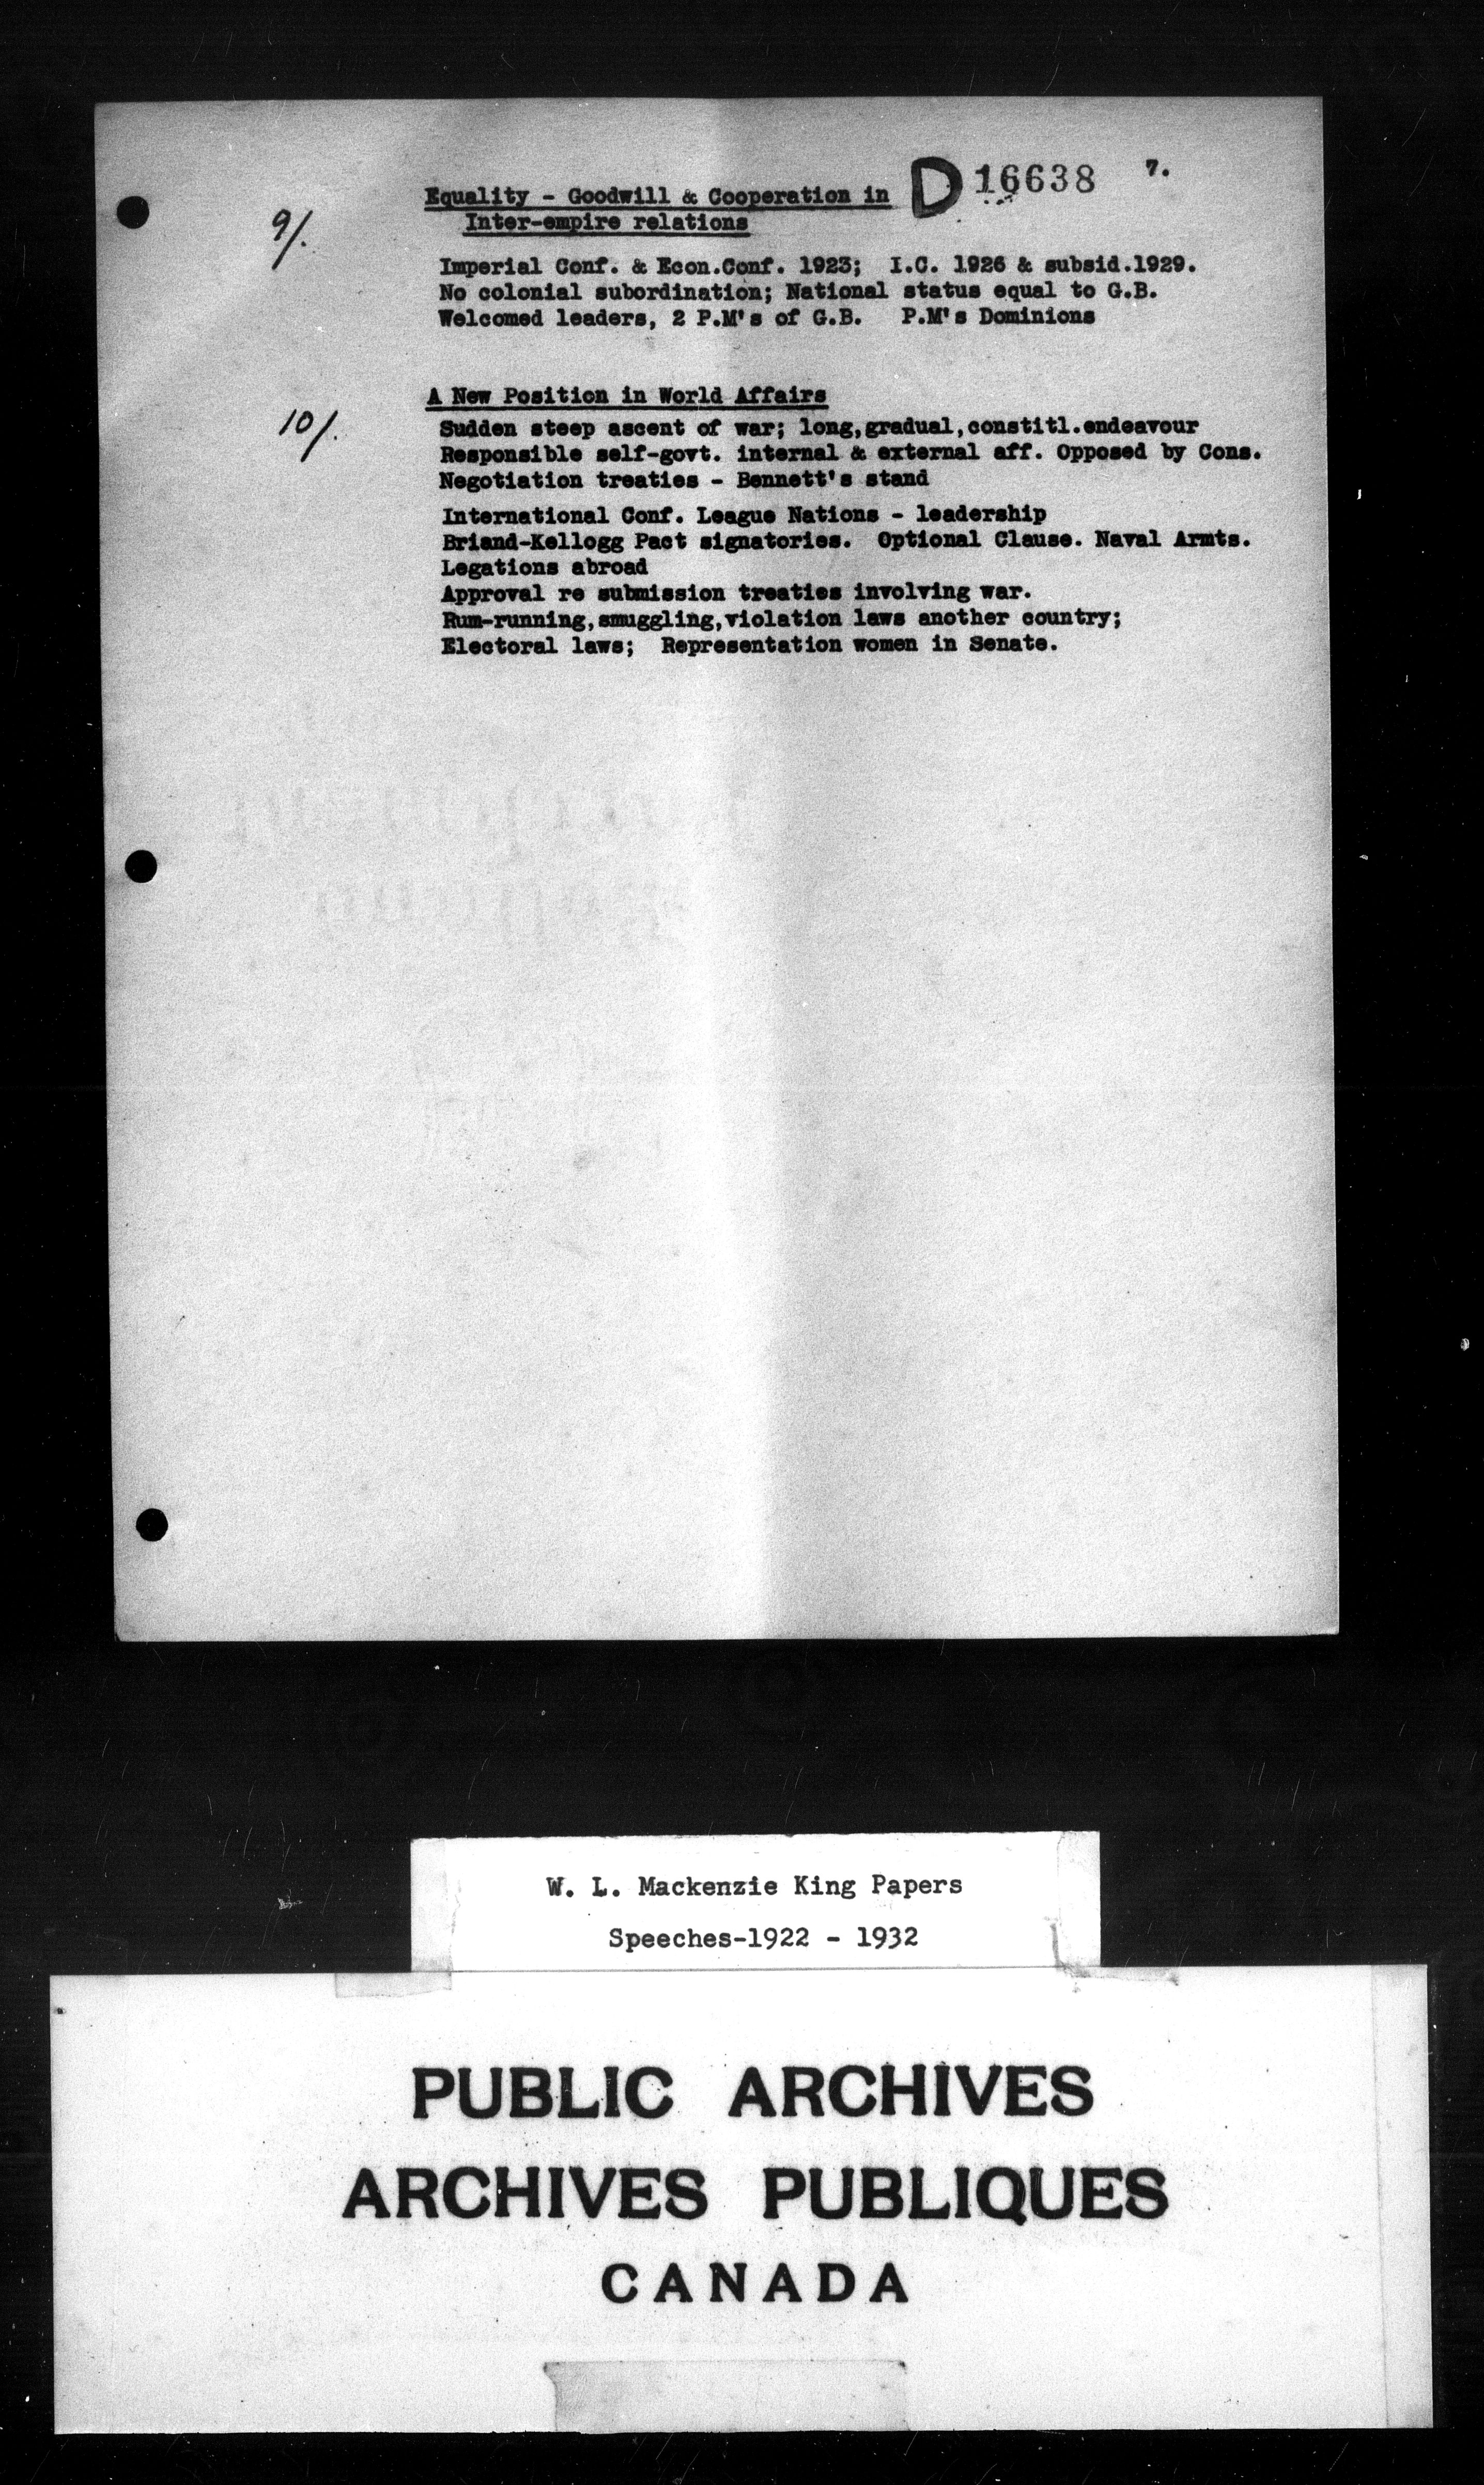 D 16638 7.
9/.
Equality - Goodwill & Cooperation in
Inter-empire relations
Imperial Conf. & Econ.Conf. 1923; I.C. 1926 & subsid.1929.
No colonial subordination; National status equal to G.B.
Welcomed leaders, 2 P.M's of G.B. P.M's Dominions
10/.
A New Position in World Affairs
Sudden steep ascent of war; long,gradual,constitl.endeavour
Responsible self-govt. internal & external aff. Opposed by Cons.
Negotiation treaties - Bennett's stand
International Conf. League Nations - leadership
Briand-Kellogg Pact signatories. Optional Clause. Naval Armts.
Legations abroad
Approval re submission treaties involving war.
Rum-running,smuggling,violation laws another country;
Electoral laws; Representation women in Senate.
W. L. Mackenzie King Papers
Speeches-1922 - 1932
PUBLIC ARCHIVES
ARCHIVES PUBLIQUES
CANADA